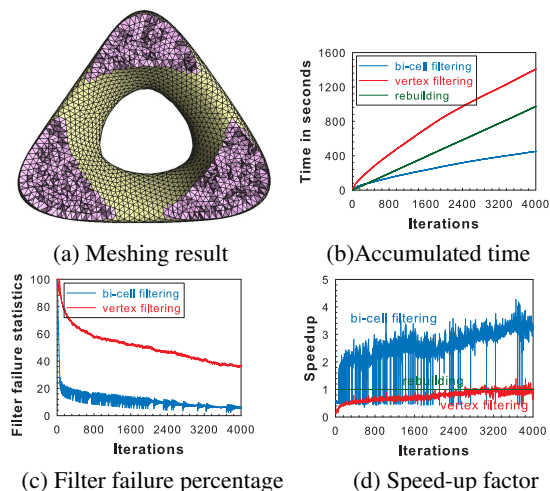 (a) Meshing result
1600
1200
800
400
0
Time in seconds
bi-cell filtering
vertex filtering
rebuilding
0 800 1600 2400 3200 4000
Iterations
(b)Accumulated time
100
80
60
40
20
0
Filter failure statistics
bi-cell filtering
vertex filtering
0 800 1600 2400 3200 4000
Iterations
(c) Filter failure percentage
5
4
3
2
1
0
Speedup
bi-cell filtering
rebuilding
vertex filtering
0 800 1600 2400 3200 4000
Iterations
(d) Speed-up factor